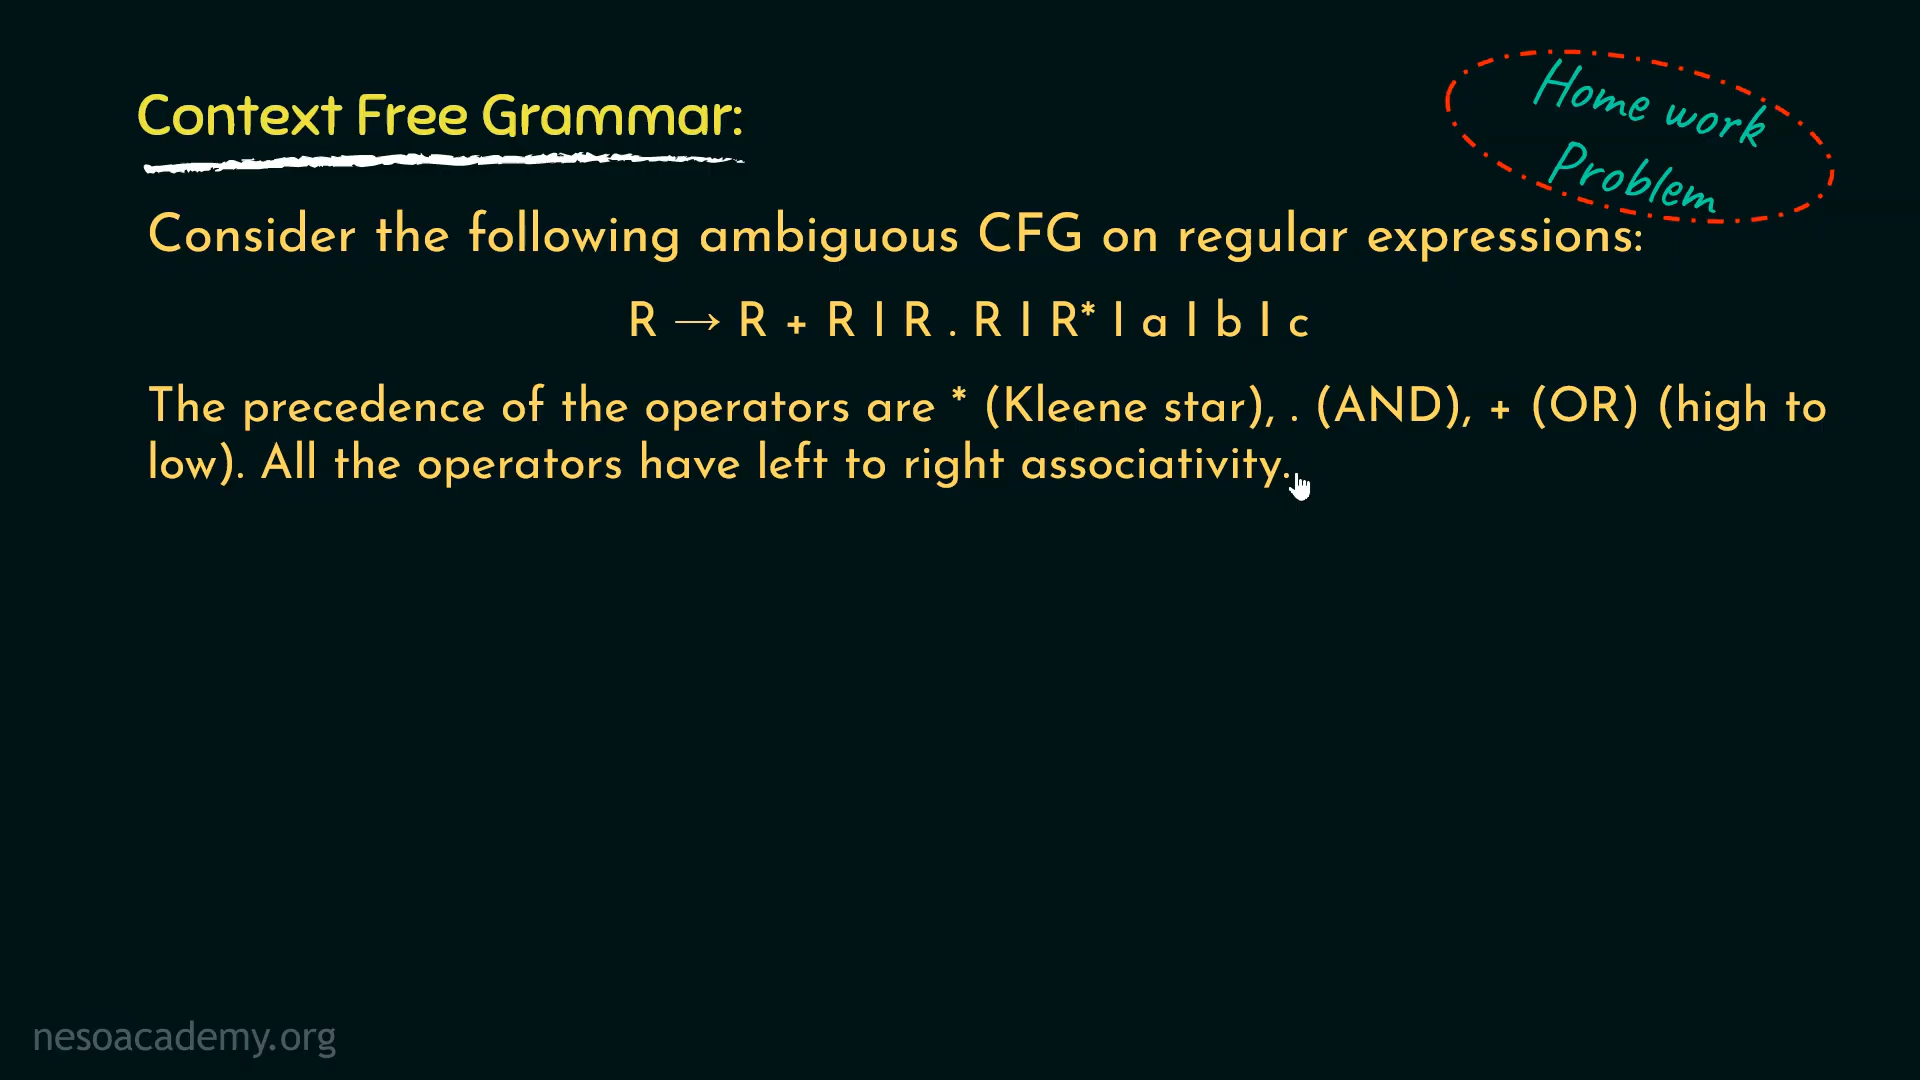 Context Free Grammar:
Home work
Problem
Consider the following ambiguous CFG on regular expressions:
R → R + R | R . R | R* | a | b | c
The precedence of the operators are * (Kleene star), . (AND), + (OR) (high to
low). All the operators have left to right associativity.
nesoacademy.org